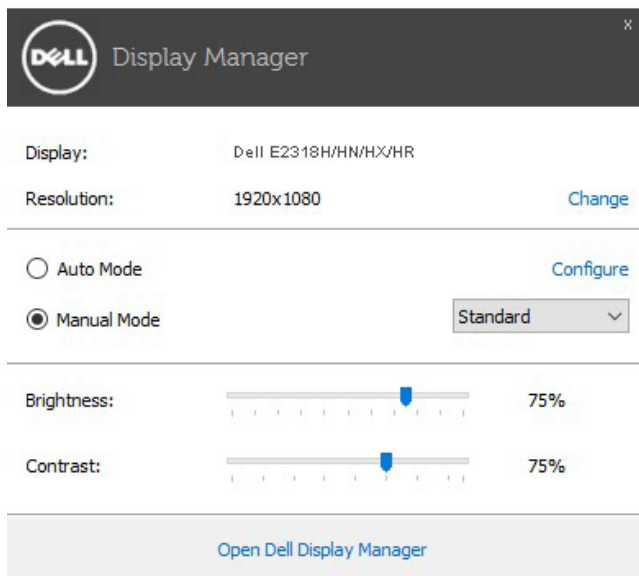 DELL Display Manager x
Display: Dell E2318H/HN/HX/HR
Resolution: 1920x1080 Change
Auto Mode Configure
Manual Mode Standard
Brightness: 75%
Contrast: 75%
Open Dell Display Manager